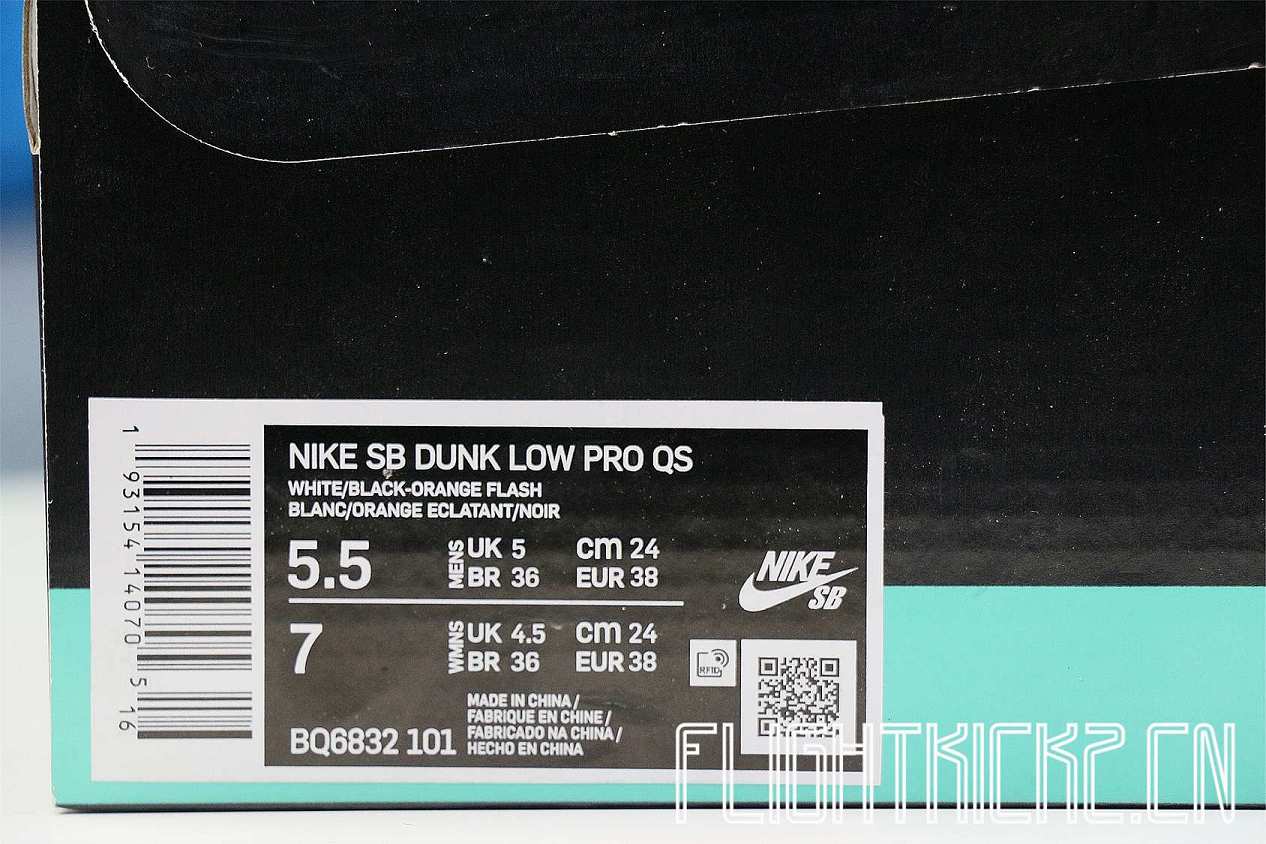 1 93154 14070 5 16
NIKE SB DUNK LOW PRO QS
WHITE/BLACK-ORANGE FLASH
BLANC/ORANGE ECLATANT/NOIR
5.5 MENS UK 5 cm 24
BR 36 EUR 38
7 WMNS UK 4.5 cm 24
BR 36 EUR 38
NIKE
SB
RFID
MADE IN CHINA /
FABRIQUE EN CHINE /
FABRICADO NA CHINA /
HECHO EN CHINA
BQ6832 101
FLIGHTKICKZ.CN